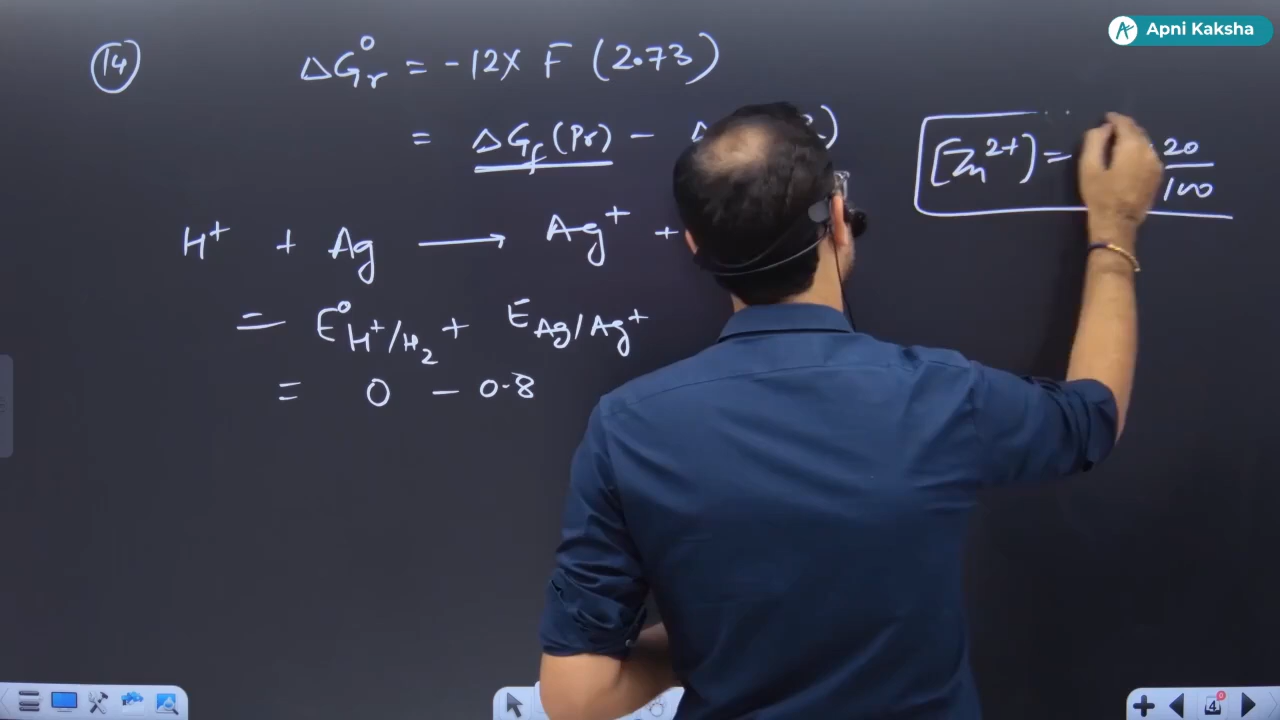 Apni Kaksha
14
ΔG°r = -12 × F (2.73)
= ΔGf (Pr) - Δ
[Zn2+) = 20/100
H+ + Ag ⟶ Ag+ +
= E°H+/H2 + EAg/Ag+
= 0 - 0.8
4